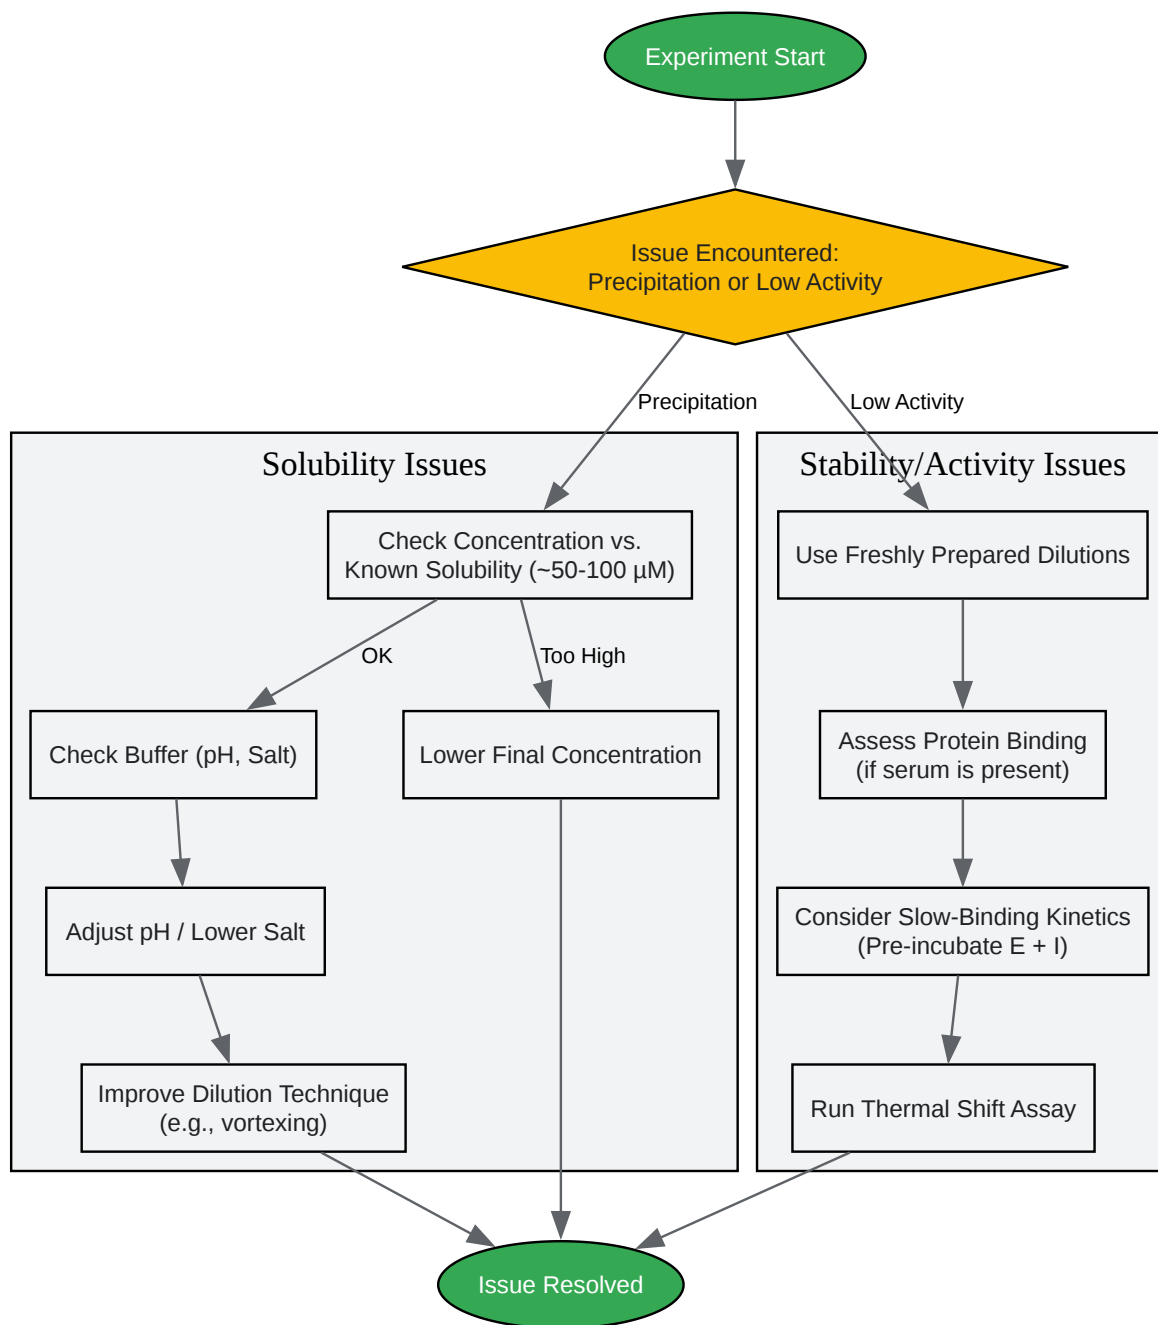 Experiment Start
Issue Encountered:
Precipitation or Low Activity
Precipitation
Low Activity
Solubility Issues
Stability/Activity Issues
Check Concentration vs.
Known Solubility (~50-100 µM)
Use Freshly Prepared Dilutions
OK
Too High
Check Buffer (pH, Salt)
Lower Final Concentration
Assess Protein Binding
(if serum is present)
Adjust pH / Lower Salt
Consider Slow-Binding Kinetics
(Pre-incubate E + I)
Improve Dilution Technique
(e.g., vortexing)
Run Thermal Shift Assay
Issue Resolved